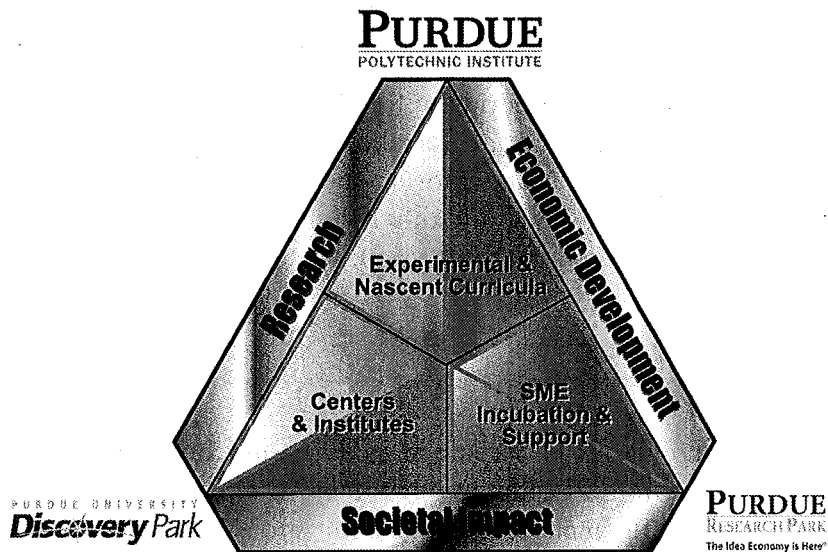 PURDUE
POLYTECHNIC INSTITUTE
Research
Economic Development
Experimental &
Nascent Curricula
Centers
& Institutes
SME
Incubation &
Support
Societal Impact
PURDUE UNIVERSITY
Discovery Park
PURDUE
RESEARCH PARK
The Idea Economy is Here™